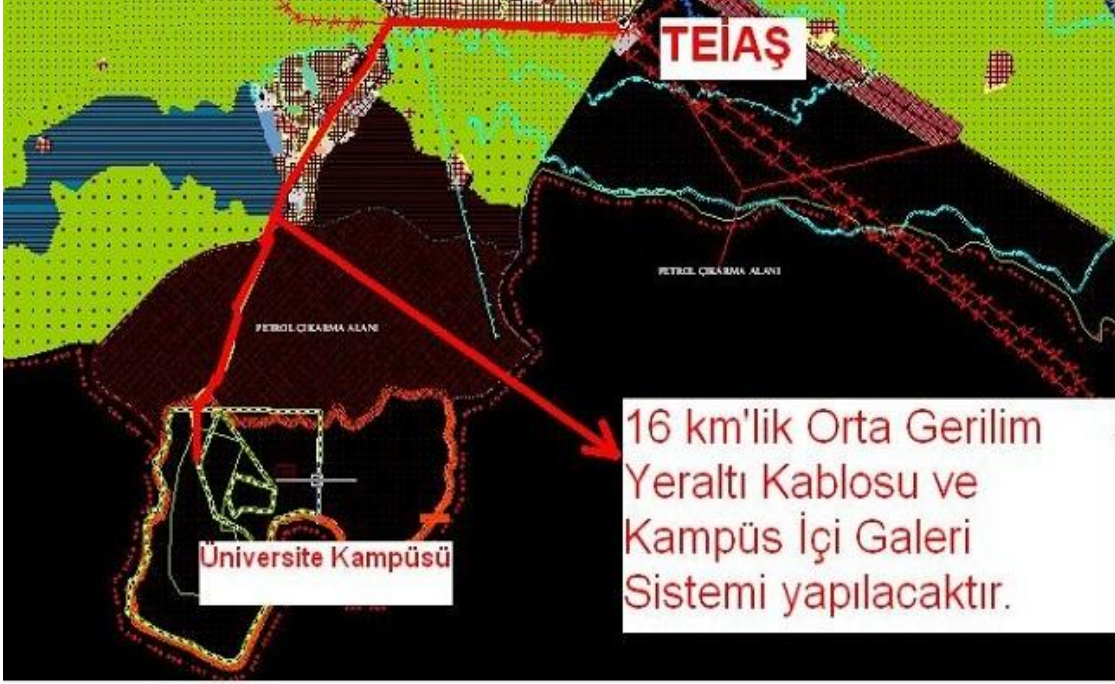 TEİAŞ
PETROL ÇIKARMA ALANI
PETROL ÇIKARMA ALANI
16 km'lik Orta Gerilim
Yeraltı Kablosu ve
Kampüs İçi Galeri
Sistemi yapılacaktır.
Üniversite Kampüsü